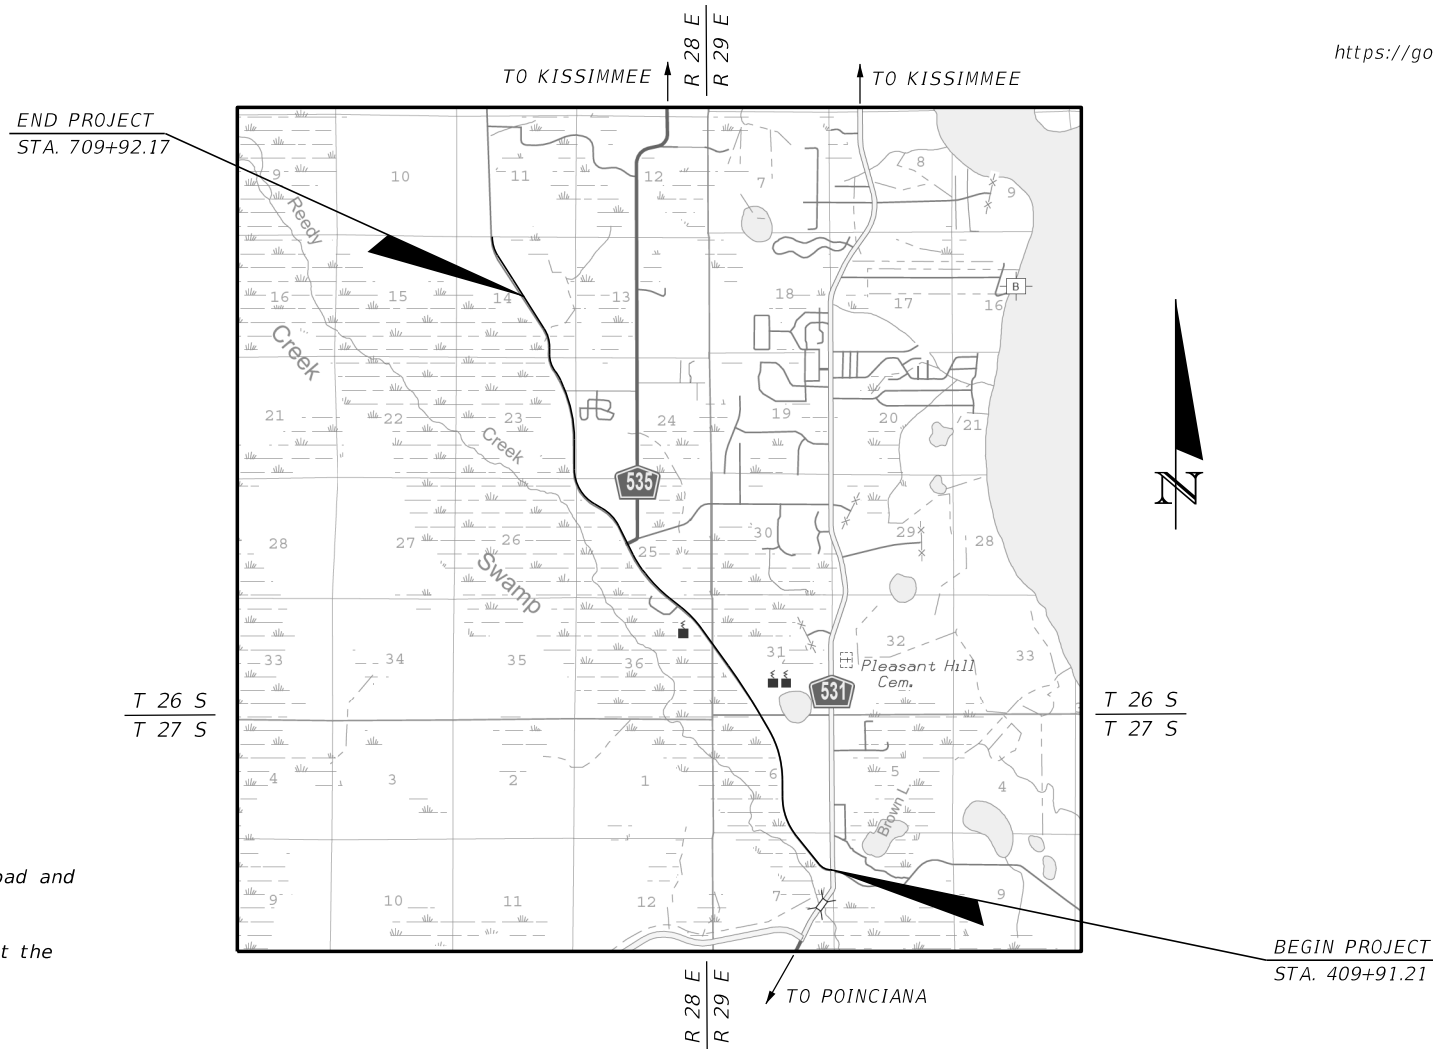 R 28 E
R 29 E
https://go
TO KISSIMMEE
TO KISSIMMEE
END PROJECT
STA. 709+92.17
9 10 11 12 7 8 9
Reedy
16 15 14 13 18 17 16
B
Creek
21 22 23 24 19 20 21
Creek
535
28 27 26 25 30 29 28
Swamp
33 34 35 36 31 32 33
Pleasant Hill
Cem.
531
T 26 S
T 27 S
T 26 S
T 27 S
4 3 2 1 6 5 4
Brown L.
9 10 11 12 7 9
oad and
t the
BEGIN PROJECT
STA. 409+91.21
TO POINCIANA
R 28 E
R 29 E